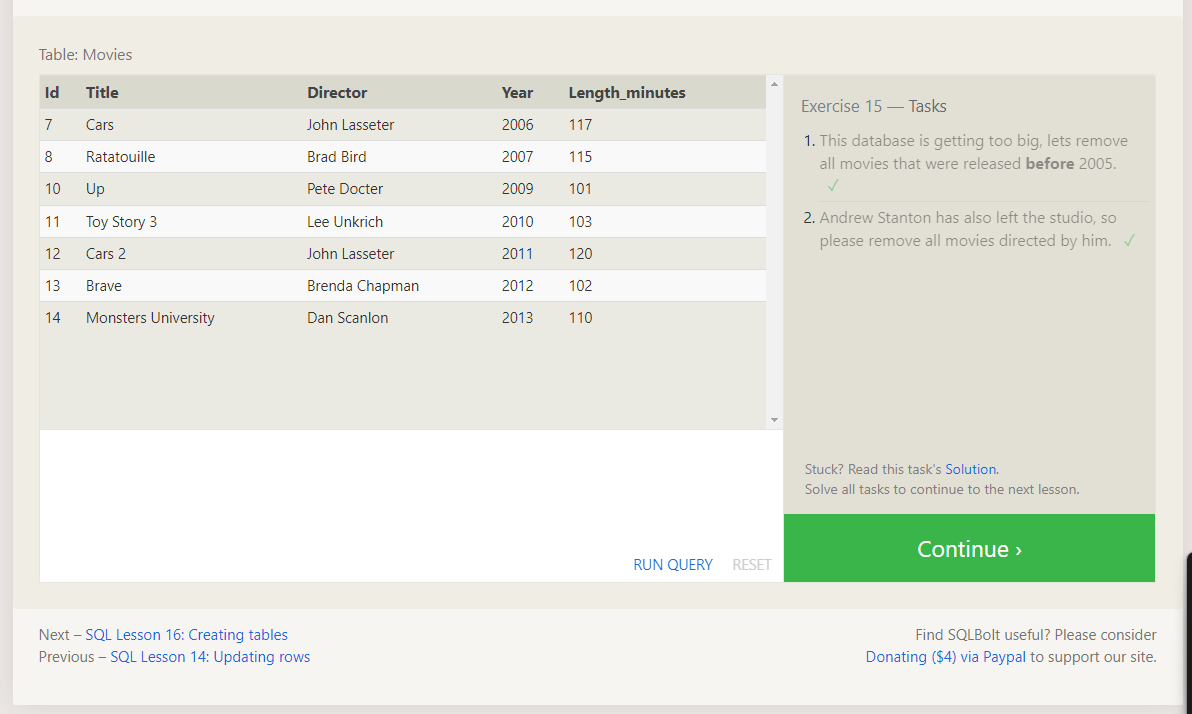 Table: Movies
Id Title Director Year Length_minutes
7 Cars John Lasseter 2006 117
8 Ratatouille Brad Bird 2007 115
10 Up Pete Docter 2009 101
11 Toy Story 3 Lee Unkrich 2010 103
12 Cars 2 John Lasseter 2011 120
13 Brave Brenda Chapman 2012 102
14 Monsters University Dan Scanlon 2013 110
RUN QUERY RESET
Exercise 15 — Tasks
1. This database is getting too big, lets remove
all movies that were released before 2005.
✓
2. Andrew Stanton has also left the studio, so
please remove all movies directed by him. ✓
Stuck? Read this task's Solution.
Solve all tasks to continue to the next lesson.
Continue ›
Next – SQL Lesson 16: Creating tables
Previous – SQL Lesson 14: Updating rows
Find SQLBolt useful? Please consider
Donating ($4) via Paypal to support our site.